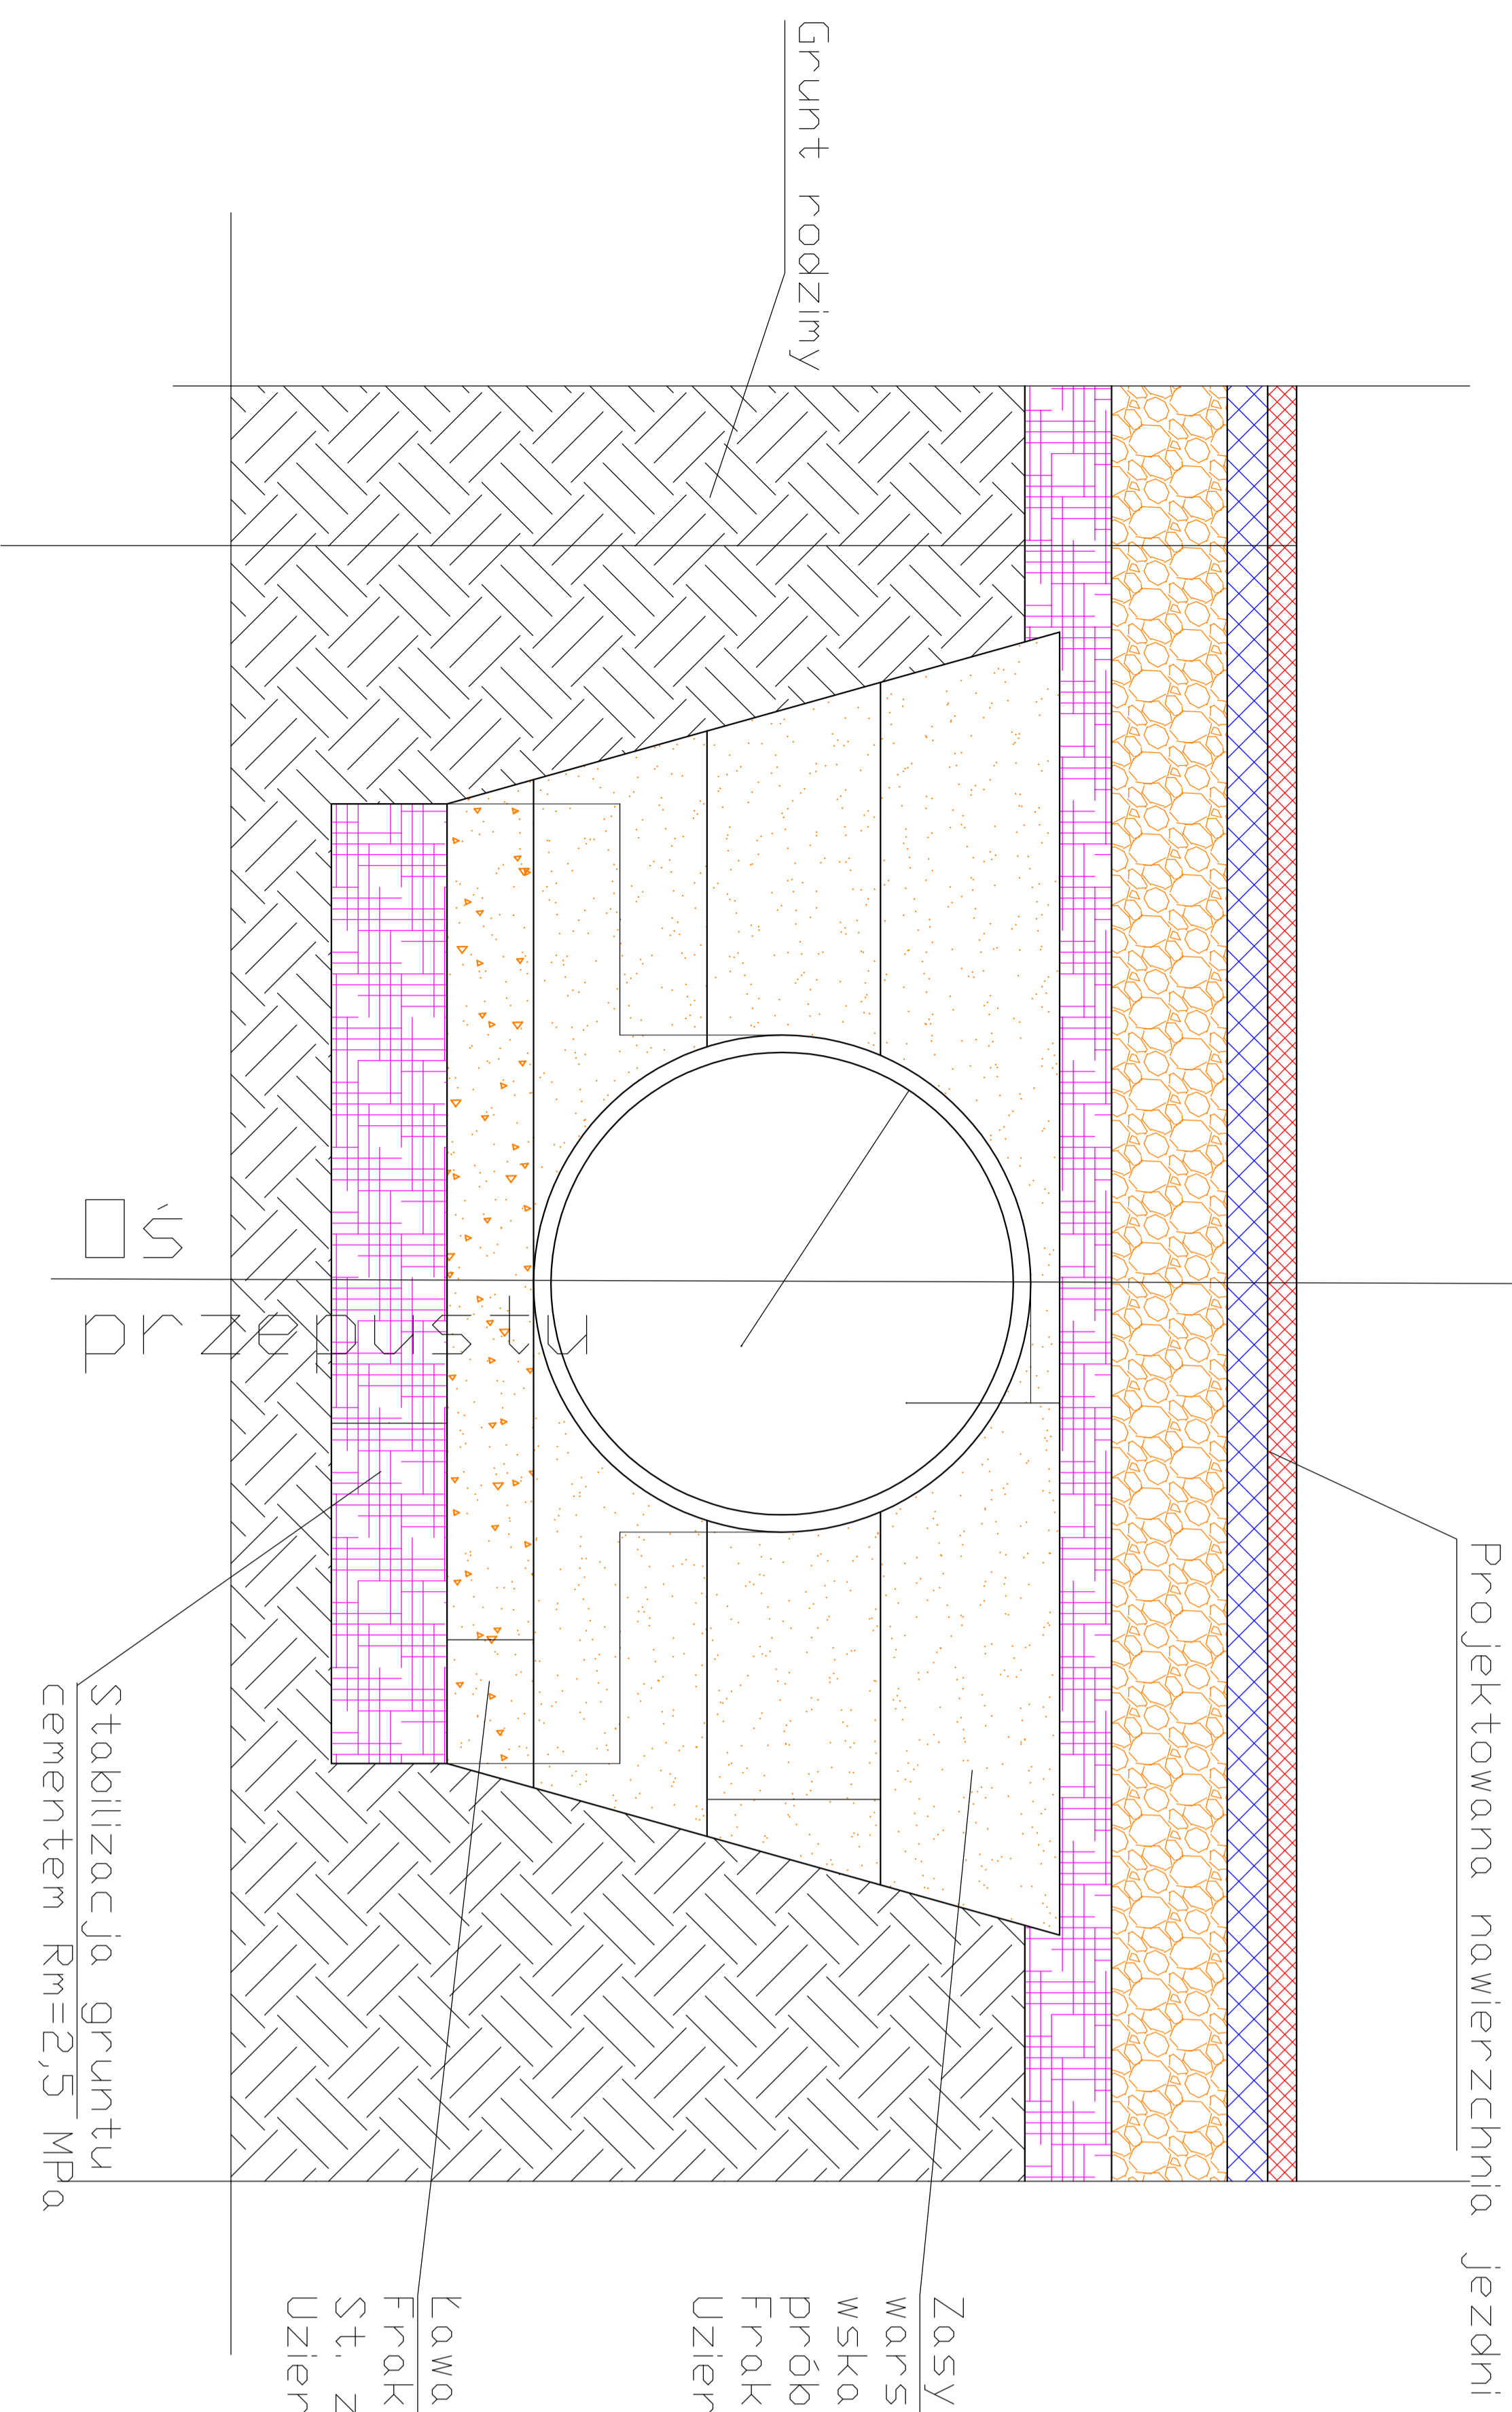 Projektowana nawierzchnia jezdni
Grunt rodzimy
Zasy
wars
wska
prób
Frak
Uzier
Ława
Frak
St. z
Uzier
Oś przepustu
Stabilizacja gruntu
cementem Rm=2,5 MPa